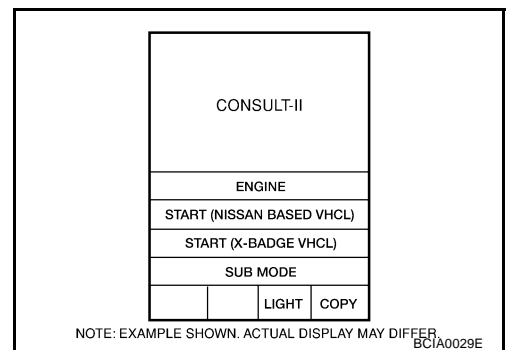 CONSULT-II
ENGINE
START (NISSAN BASED VHCL)
START (X-BADGE VHCL)
SUB MODE
LIGHT COPY
NOTE: EXAMPLE SHOWN. ACTUAL DISPLAY MAY DIFFER.
BCIA0029E